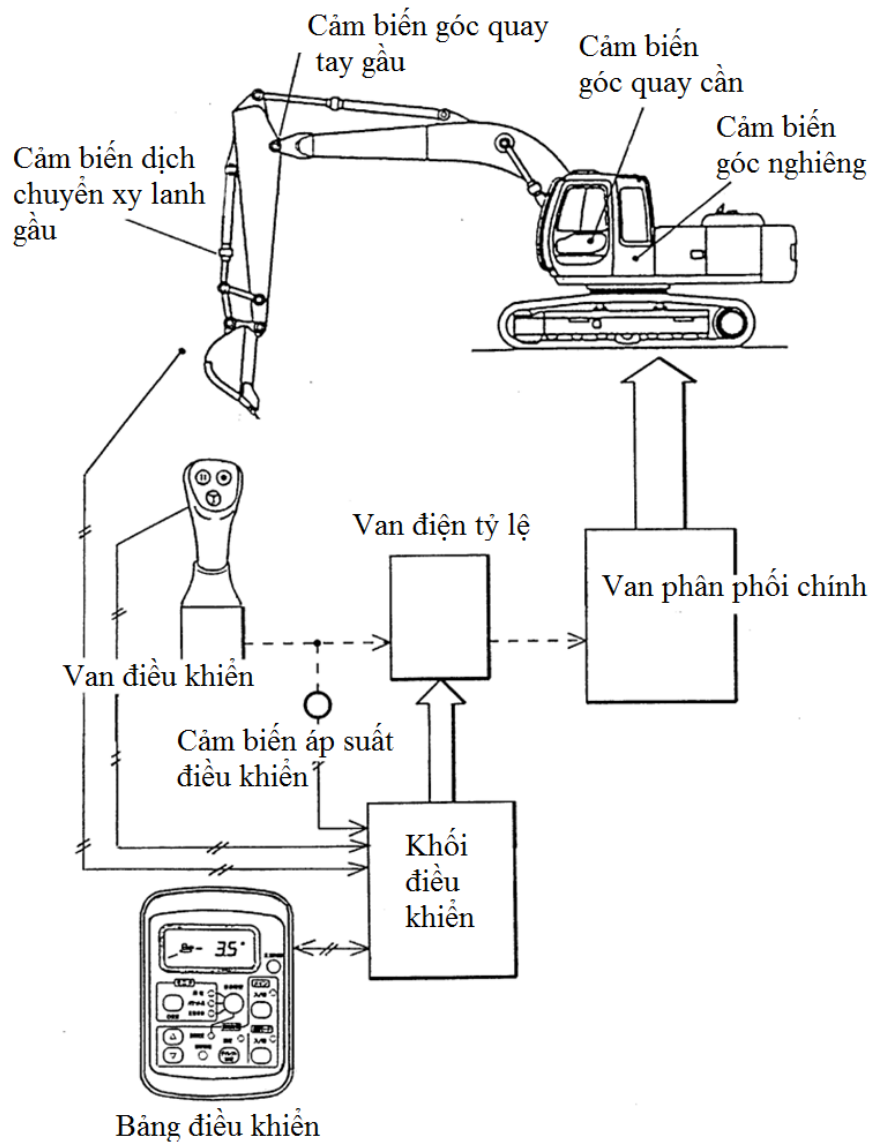 Cảm biến góc quay
tay gầu
Cảm biến
góc quay cần
Cảm biến
góc nghiêng
Cảm biến dịch
chuyển xy lanh
gầu
Van điện tỷ lệ
Van phân phối chính
Van điều khiển
Cảm biến áp suất
điều khiển
Khối
điều
khiển
3.5°
Bảng điều khiển